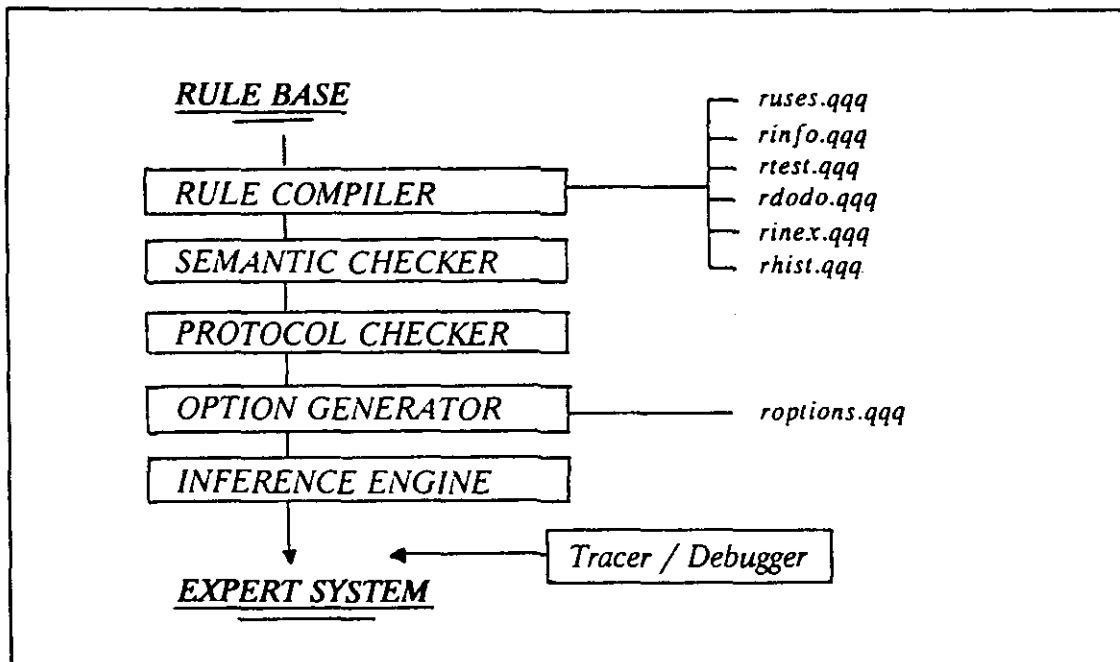 RULE BASE
RULE COMPILER
SEMANTIC CHECKER
PROTOCOL CHECKER
OPTION GENERATOR
INFERENCE ENGINE
EXPERT SYSTEM
ruses.qqq
rinfo.qqq
rtest.qqq
rdodo.qqq
rinex.qqq
rhist.qqq
roptions.qqq
Tracer / Debugger